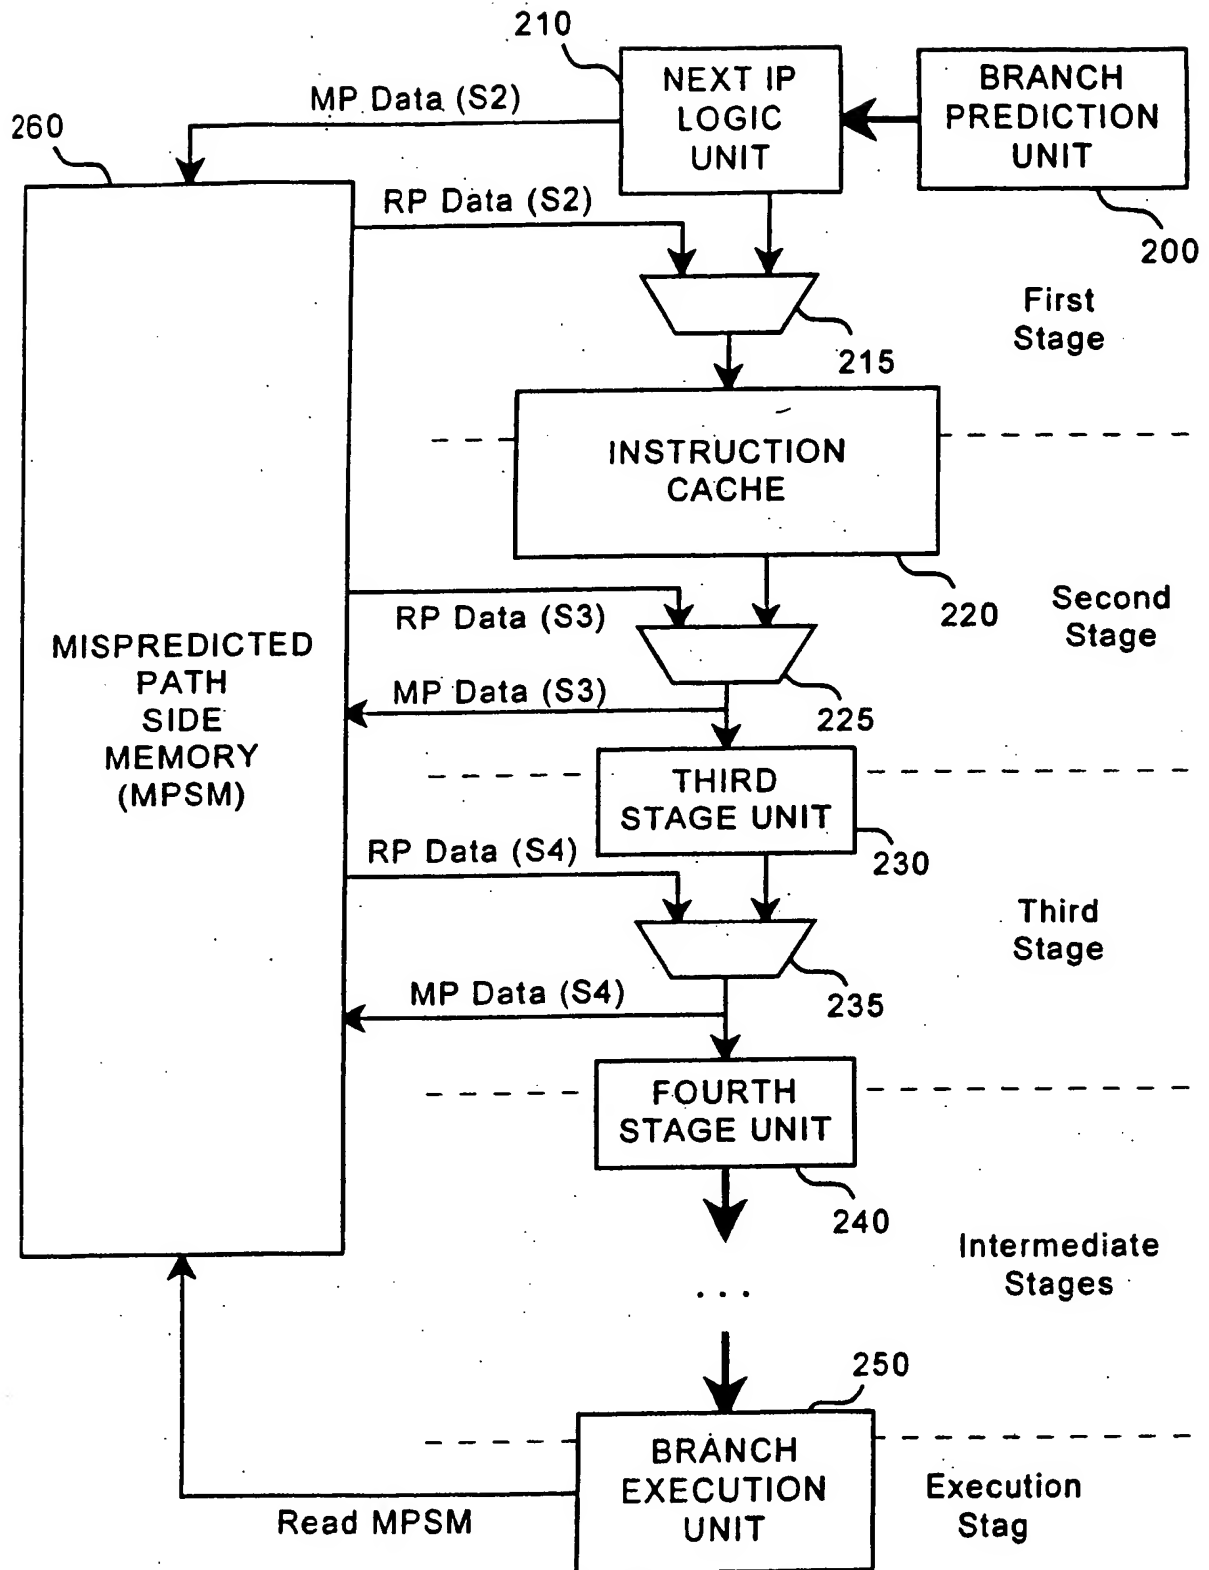 210
NEXT IP
LOGIC
UNIT
BRANCH
PREDICTION
UNIT
MP Data (S2)
260
RP Data (S2)
200
First
Stage
215
INSTRUCTION
CACHE
220
Second
Stage
RP Data (S3)
MISPREDICTED
PATH
SIDE
MEMORY
(MPSM)
MP Data (S3)
225
THIRD
STAGE UNIT
230
RP Data (S4)
Third
Stage
MP Data (S4)
235
FOURTH
STAGE UNIT
240
Intermediate
Stages
...
250
BRANCH
EXECUTION
UNIT
Execution
Stag
Read MPSM